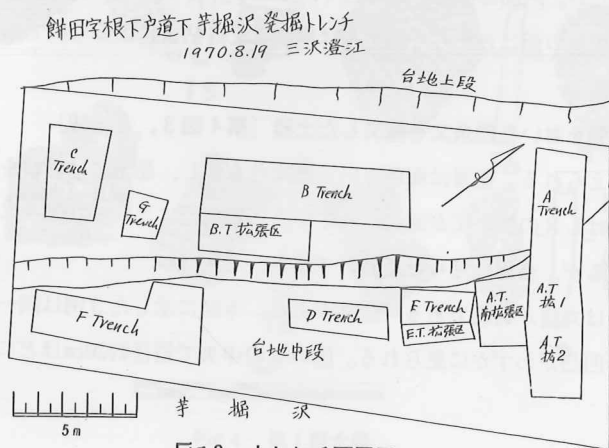 餅田字根下戸道下芋掘沢発掘トレンチ
1970.8.19 三沢澄江
台地上段
C
Trench
G
Trench
B Trench
B.T 拡張区
A
Trench
F Trench
D Trench
E Trench
E.T. 拡張区
A.T.
南拡張区
A.T
拡1
A.T
拡2
台地中段
芋掘沢
5m